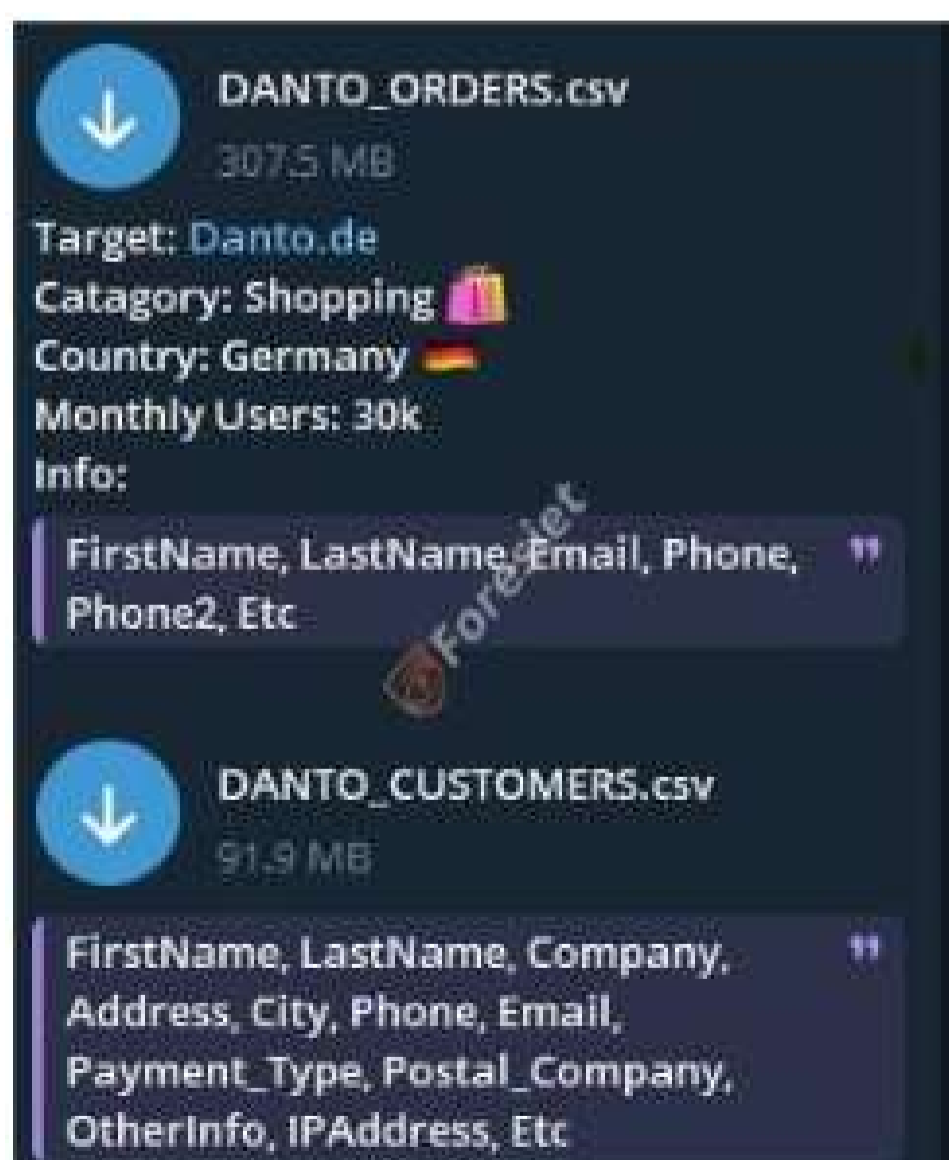 DANTO_ORDERS.csv
307.5 MB
Target: Danto.de
Catagory: Shopping 🛍️
Country: Germany 🇩🇪
Monthly Users: 30k
Info:
FirstName, LastName, Email, Phone,
Phone2, Etc
Foresiet
DANTO_CUSTOMERS.csv
91.9 MB
FirstName, LastName, Company,
Address, City, Phone, Email,
Payment_Type, Postal_Company,
OtherInfo, IPAddress, Etc